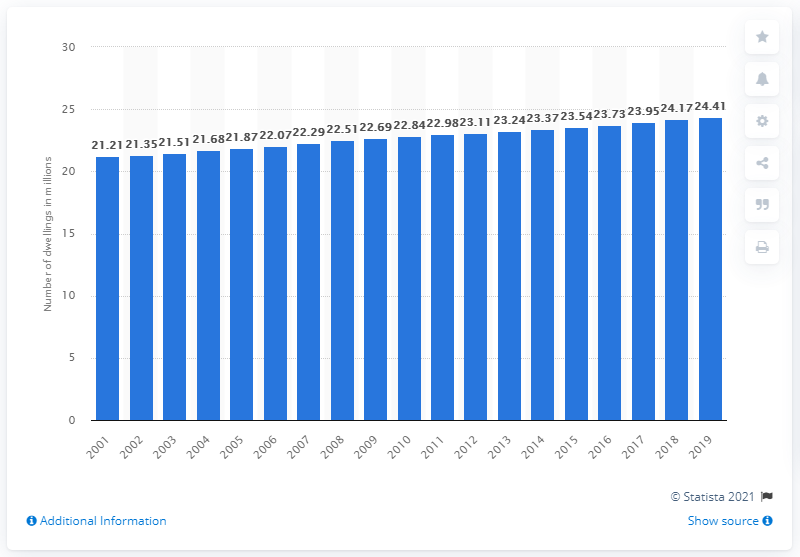 30
25
20
15
10
5
0
Number of dwellings in millions
21.21 21.35 21.51 21.68 21.87 22.07 22.29 22.51 22.69 22.84 22.98 23.11 23.24 23.37 23.54 23.73 23.95 24.17 24.41
2001 2002 2003 2004 2005 2006 2007 2008 2009 2010 2011 2012 2013 2014 2015 2016 2017 2018 2019
© Statista 2021
Additional Information
Show source